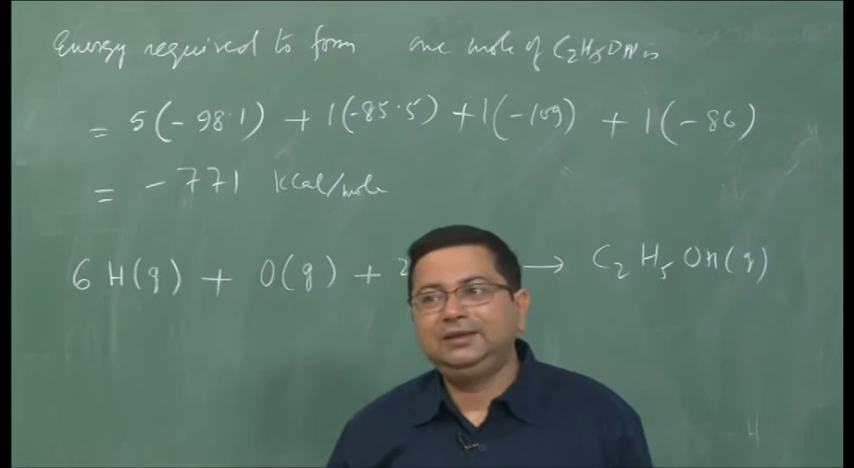 Energy required to form one mole of C₂H₅OH is
= 5(-98.1) + 1(-85.5) + 1(-109) + 1(-86)
= -771 Kcal/mole
6 H(g) + O(g) + 2 → C₂H₅OH(g)